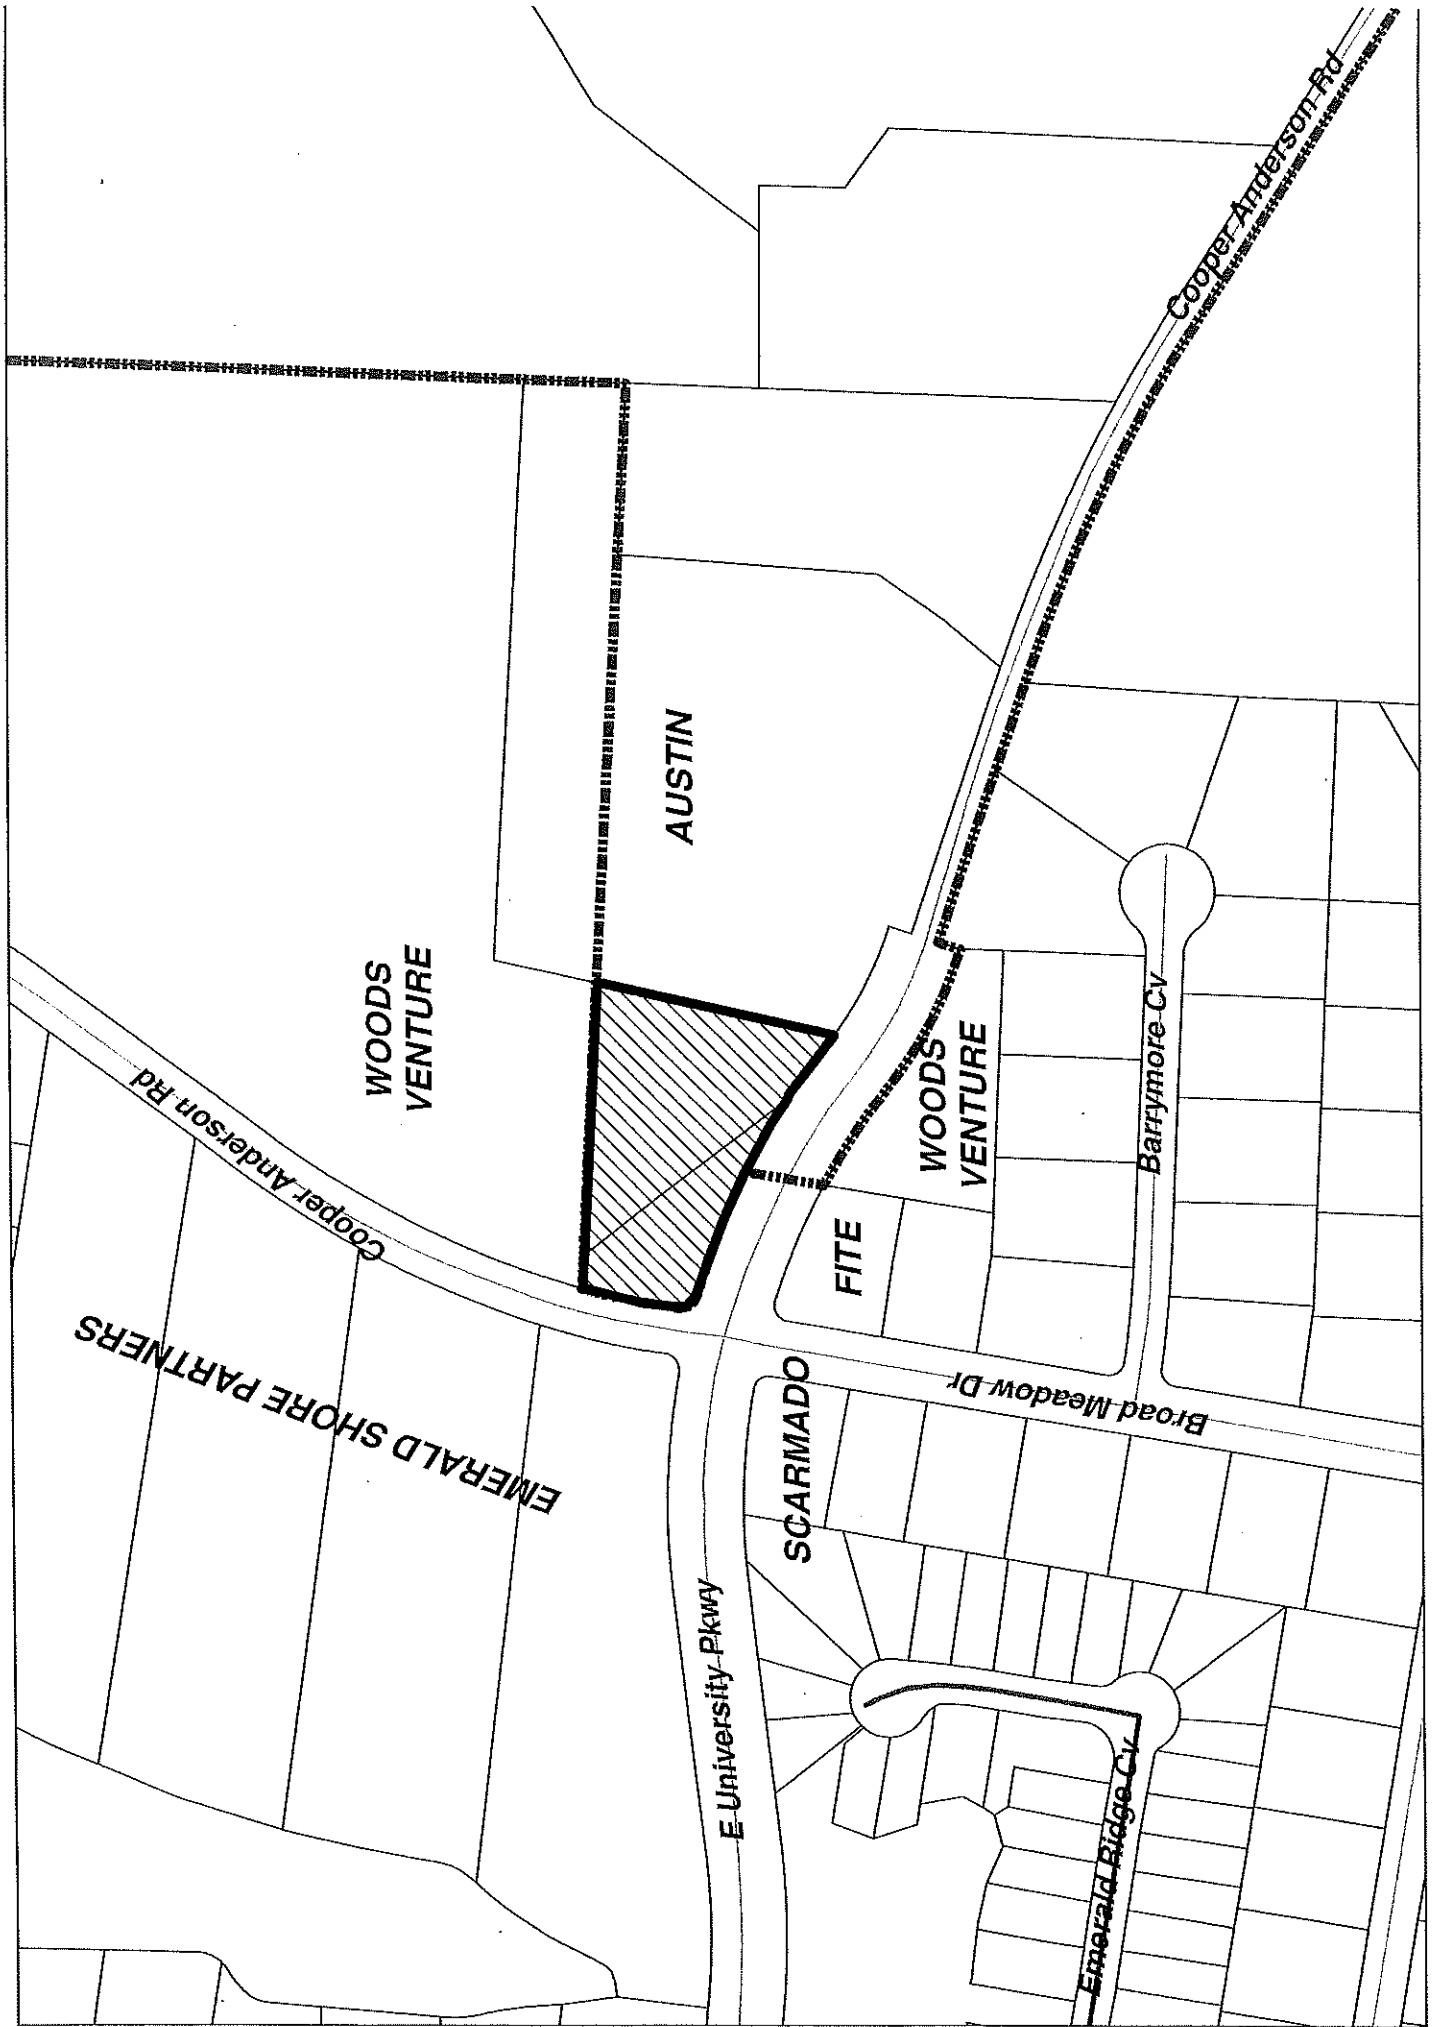 EMERALD SHORE PARTNERS
Cooper Anderson Rd
WOODS
VENTURE
AUSTIN
E University Pkwy
SCARMADO
FITE
WOODS
VENTURE
Cooper Anderson Rd
Broad Meadow Dr
Barrymore Cv
Emerald Ridge Cv